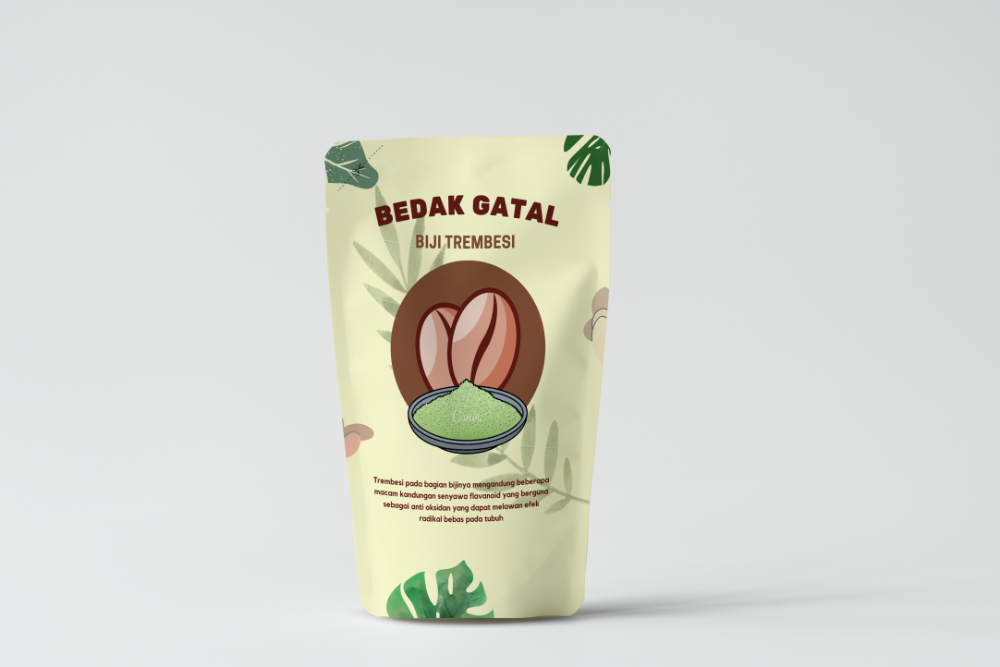 BEDAK GATAL
BIJI TREMBESI
Canva
Trembesi pada bagian bijinya mengandung beberapa
macam kandungan senyawa flavanoid yang berguna
sebagai anti oksidan yang dapat melawan efek
radikal bebas pada tubuh